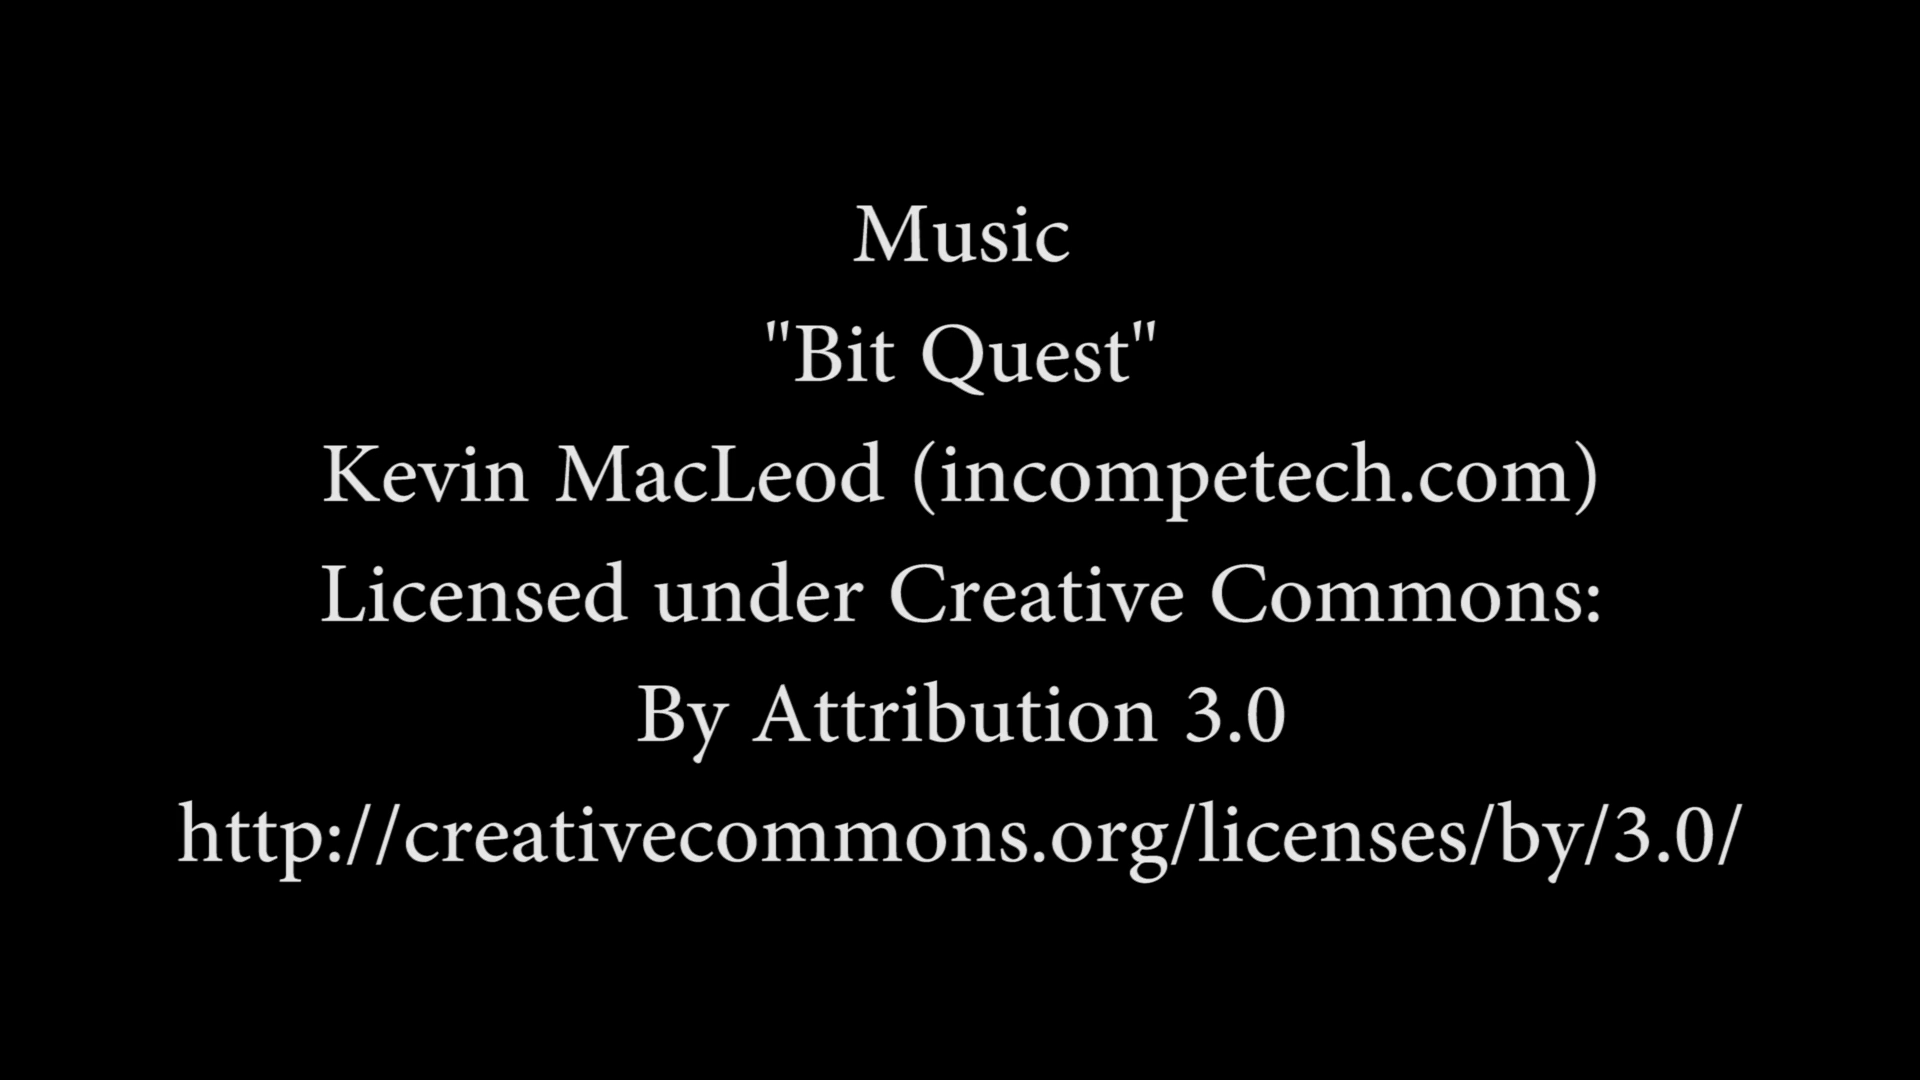 Music
"Bit Quest"
Kevin MacLeod (incompetech.com)
Licensed under Creative Commons:
By Attribution 3.0
http://creativecommons.org/licenses/by/3.0/